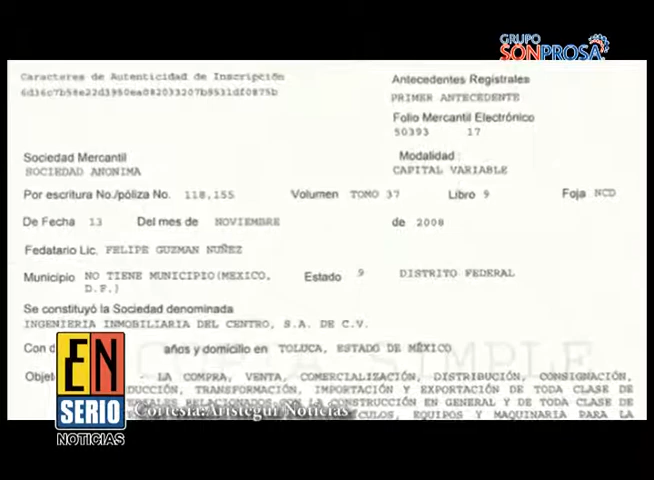 GRUPO
SONPROSA
Caracteres de Autenticidad de Inscripción
Antecedentes Registrales
PRIMER ANTECEDENTE
Folio Mercantil Electrónico
50393 17
Sociedad Mercantil
Modalidad :
SOCIEDAD ANONIMA
CAPITAL VARIABLE
Por escritura No./póliza No. 118,155 Volumen TOMO 37 Libro 9 Foja NCD
De Fecha 13 Del mes de NOVIEMBRE de 2008
Fedatario Lic. FELIPE GUZMAN NUÑEZ
Municipio NO TIENE MUNICIPIO(MEXICO, D.F.) Estado 9 DISTRITO FEDERAL
Se constituyó la Sociedad denominada
INGENIERIA INMOBILIARIA DEL CENTRO, S.A. DE C.V.
Con d años y domicilio en TOLUCA, ESTADO DE MÉXICO
SIMPLE
Objet LA COMPRA, VENTA, COMERCIALIZACIÓN, DISTRIBUCIÓN, CONSIGNACIÓN,
DUCCIÓN, TRANSFORMACIÓN, IMPORTACIÓN Y EXPORTACIÓN DE TODA CLASE DE
RELACIONADOS CON LA CONSTRUCCIÓN EN GENERAL Y DE TODA CLASE DE
CULOS, EQUIPOS Y MAQUINARIA PARA LA
Cortesía:Aristegui Noticias
EN
SERIO
NOTICIAS